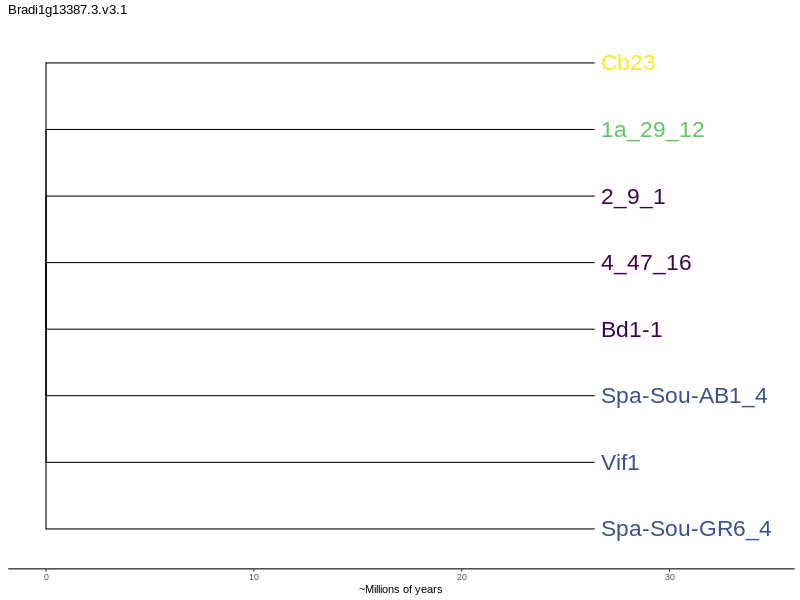 Bradi1g13387.3.v3.1
Cb23
1a_29_12
2_9_1
4_47_16
Bd1-1
Spa-Sou-AB1_4
Vif1
Spa-Sou-GR6_4
0 10 20 30
~Millions of years